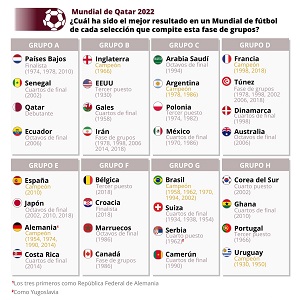 Mundial de Qatar 2022
¿Cuál ha sido el mejor resultado en un Mundial de fútbol
de cada selección que compite esta fase de grupos?
GRUPO A
Países Bajos
Finalista
(1974, 1978, 2010)
Senegal
Cuartos de final
(2002)
Qatar
Debutante
Ecuador
Octavos de final
(2006)
GRUPO B
Inglaterra
Campeón
(1966)
EEUU
Tercer puesto
(1930)
Gales
Cuartos de final
(1958)
Irán
Fase de grupos
(1978, 1998, 2006
2014, 2018)
GRUPO C
Arabia Saudí
Octavos de final
(1994)
Argentina
Campeón
(1978, 1986)
Polonia
Tercer puesto
(1974, 1982)
México
Cuartos de final
(1970, 1986)
GRUPO D
Francia
Campeón
(1998, 2018)
Túnez
Fase de grupos
(1978, 1998, 2002
2006, 2018)
Dinamarca
Cuartos de final
(1998)
Australia
Octavos de final
(2006)
GRUPO E
España
Campeón
(2010)
Japón
Octavos de final
(2002, 2010, 2018)
Alemania*
Campeón
(1954, 1974,
1990, 2014)
Costa Rica
Cuartos de final
(2014)
GRUPO F
Bélgica
Tercer puesto
(2018)
Croacia
Finalista
(2018)
Marruecos
Octavos de final
(1986)
Canadá
Fase de grupos
(1986)
GRUPO G
Brasil
Campeón
(1958, 1962, 1970,
1994, 2002)
Suiza
Cuartos de final
(1934, 1938, 1954)
Serbia
Cuarto puesto
(1962)
Camerún
Cuartos de final
(1990)
GRUPO H
Corea del Sur
Cuarto puesto
(2002)
Ghana
Cuartos de final
(2010)
Portugal
Tercer puesto
(1966)
Uruguay
Campeón
(1930, 1950)
*Los tres primeros como República Federal de Alemania
Como Yugoslavia